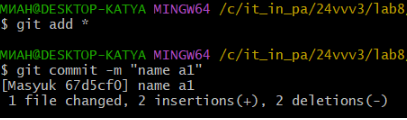 МИАН@DESKTOP-KATYA MINGW64 /c/it_in_pa/24vvv3/lab8/
$ git add *
МИАН@DESKTOP-KATYA MINGW64 /c/it_in_pa/24vvv3/lab8/
$ git commit -m "name a1"
[Masyuk 67d5cf0] name a1
1 file changed, 2 insertions(+), 2 deletions(-)